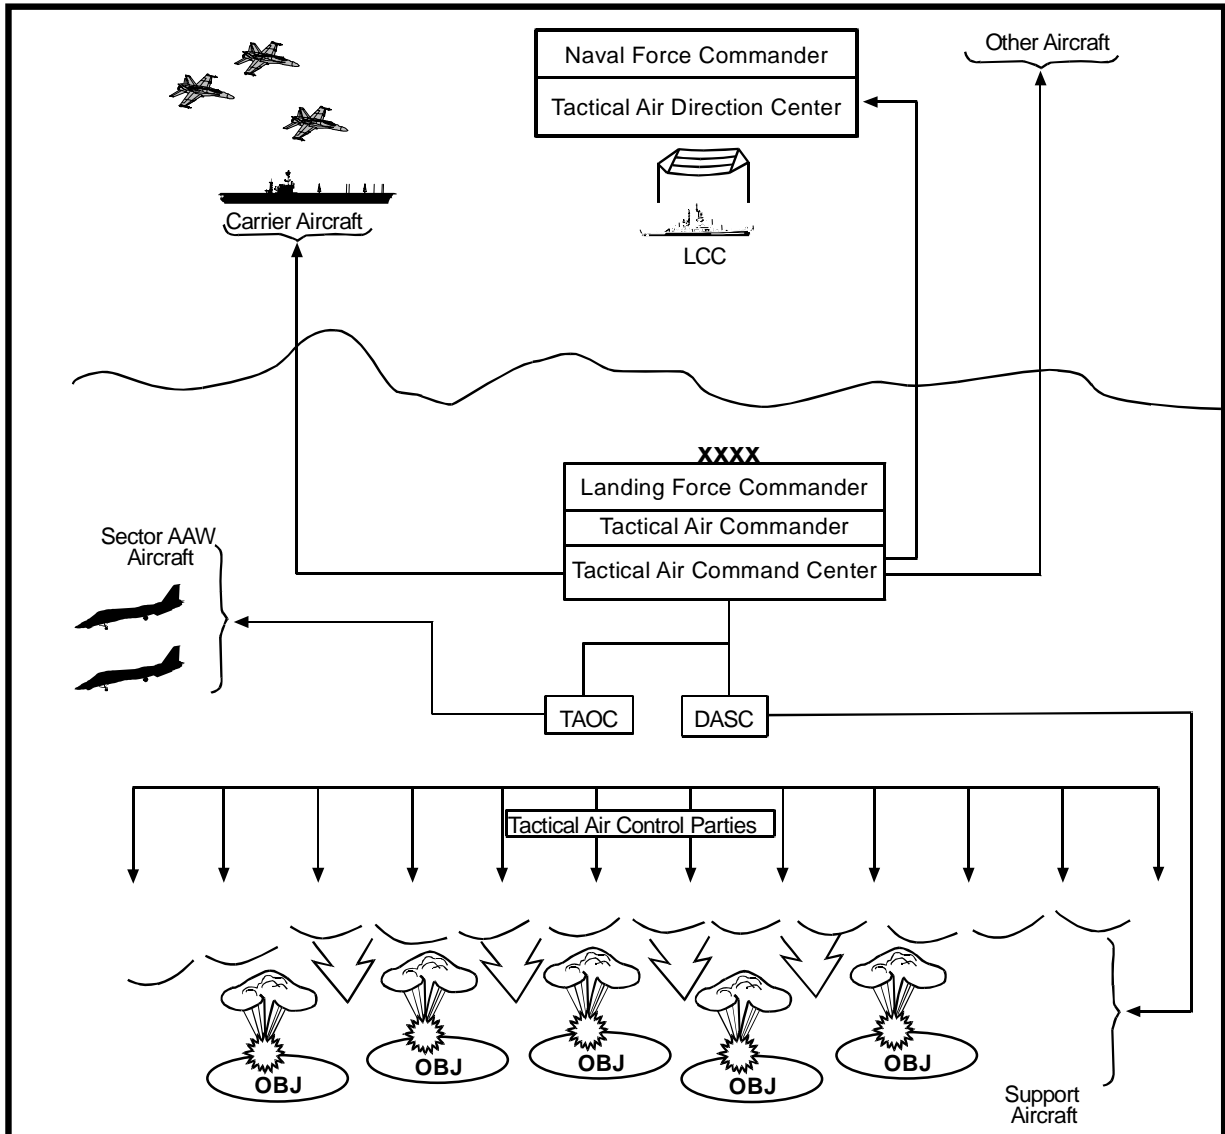 Naval Force Commander
Other Aircraft
Tactical Air Direction Center
Carrier Aircraft
LCC
XXXX
Landing Force Commander
Tactical Air Commander
Sector AAW
Aircraft
Tactical Air Command Center
TAOC
DASC
Tactical Air Control Parties
OBJ
OBJ
OBJ
OBJ
OBJ
Support
Aircraft